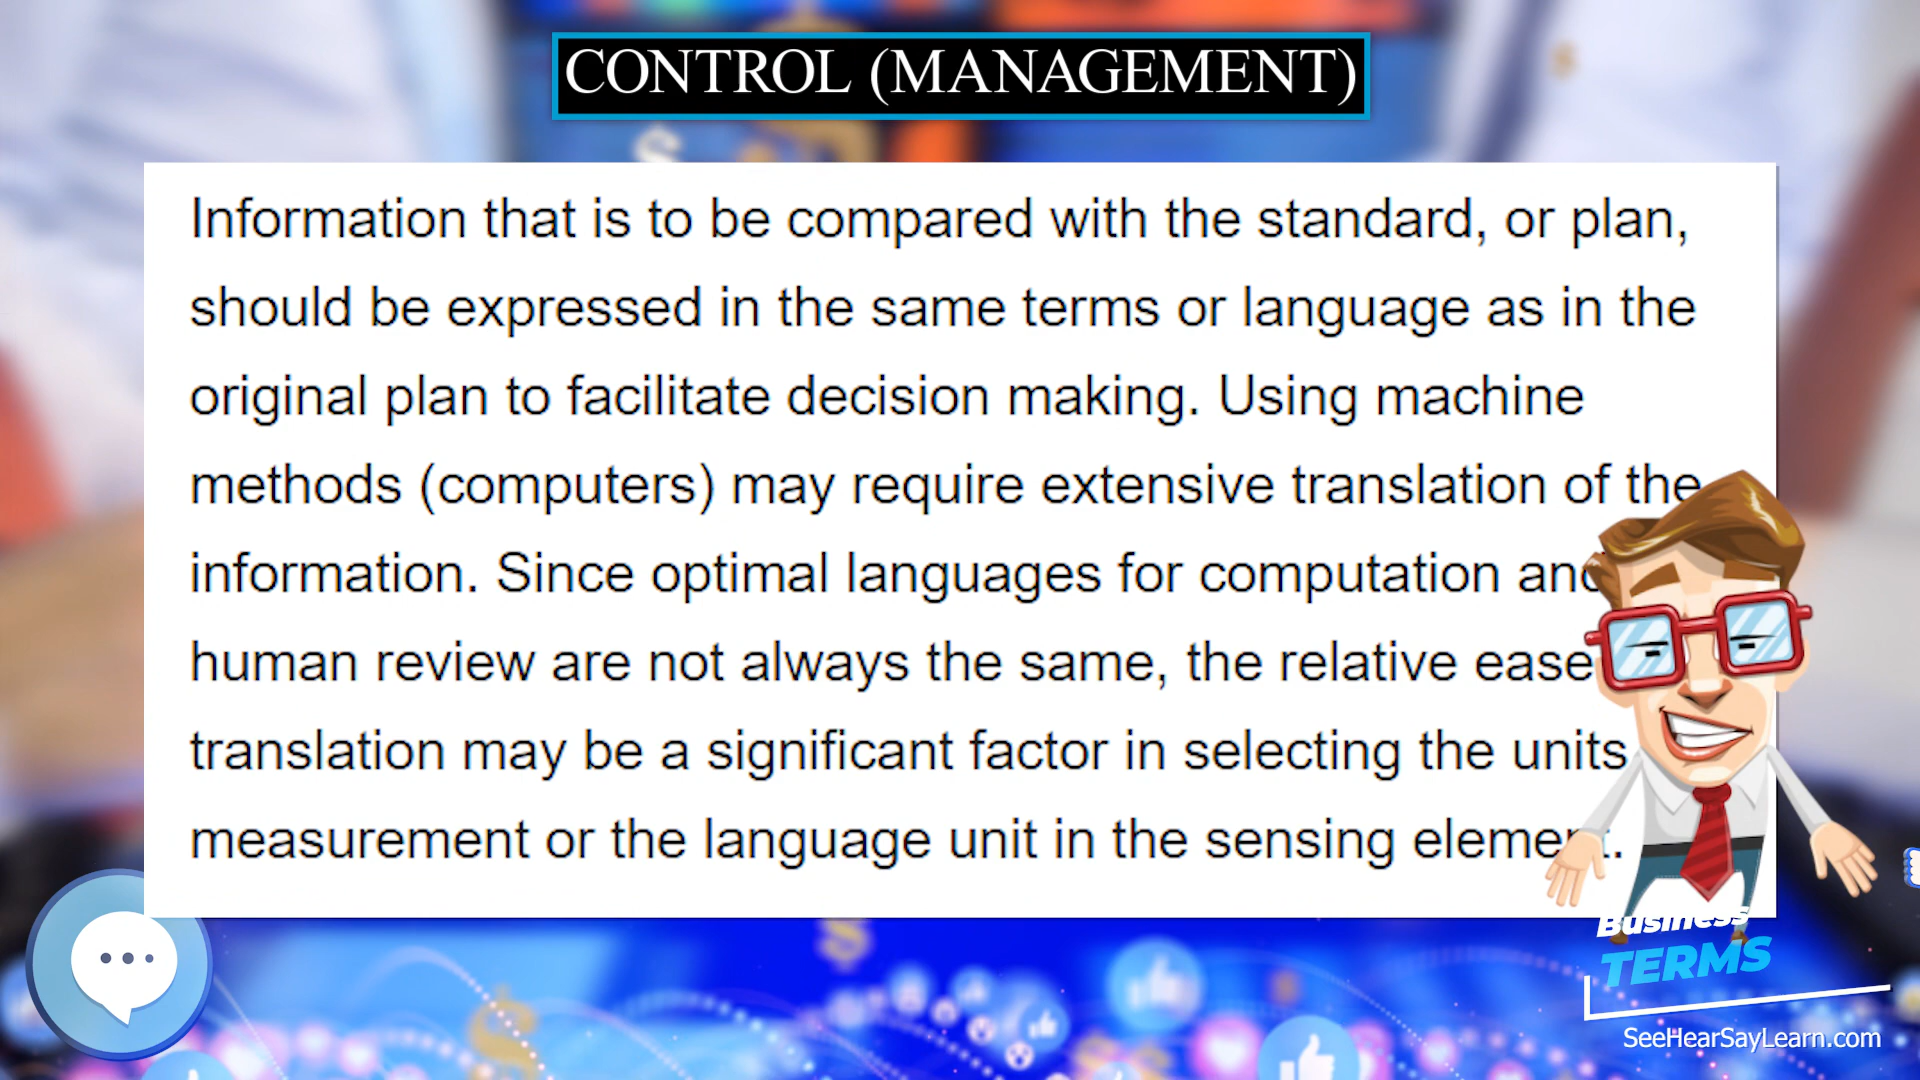 CONTROL (MANAGEMENT)
Information that is to be compared with the standard, or plan,
should be expressed in the same terms or language as in the
original plan to facilitate decision making. Using machine
methods (computers) may require extensive translation of the
information. Since optimal languages for computation and
human review are not always the same, the relative ease
translation may be a significant factor in selecting the units
measurement or the language unit in the sensing element.
Business
TERMS
SeeHearSayLearn.com